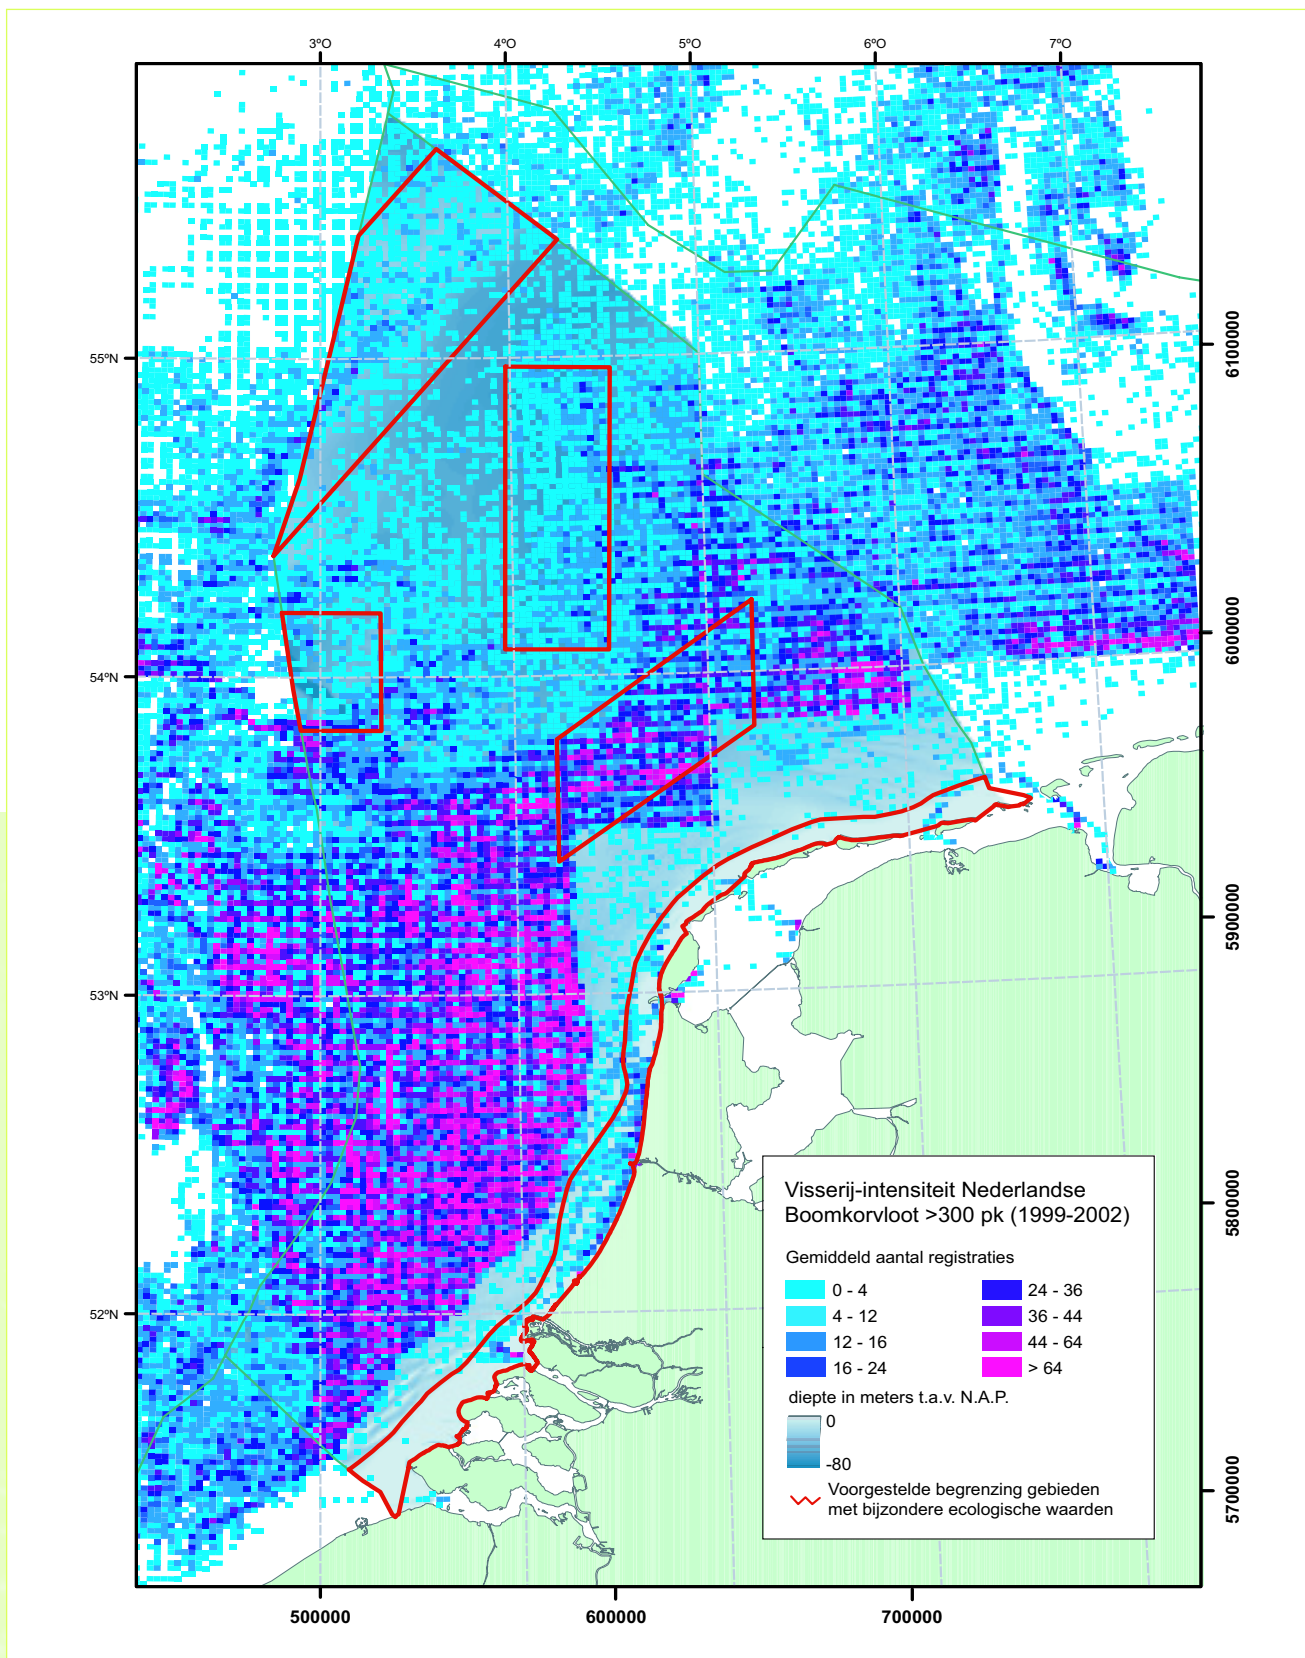 3°O 4°O 5°O 6°O 7°O
55°N
54°N
53°N
52°N
6100000
6000000
5900000
5800000
5700000
500000 600000 700000
Visserij-intensiteit Nederlandse
Boomkorvloot >300 pk (1999-2002)
Gemiddeld aantal registraties
0 - 4
4 - 12
12 - 16
16 - 24
24 - 36
36 - 44
44 - 64
> 64
diepte in meters t.a.v. N.A.P.
0
-80
Voorgestelde begrenzing gebieden
met bijzondere ecologische waarden